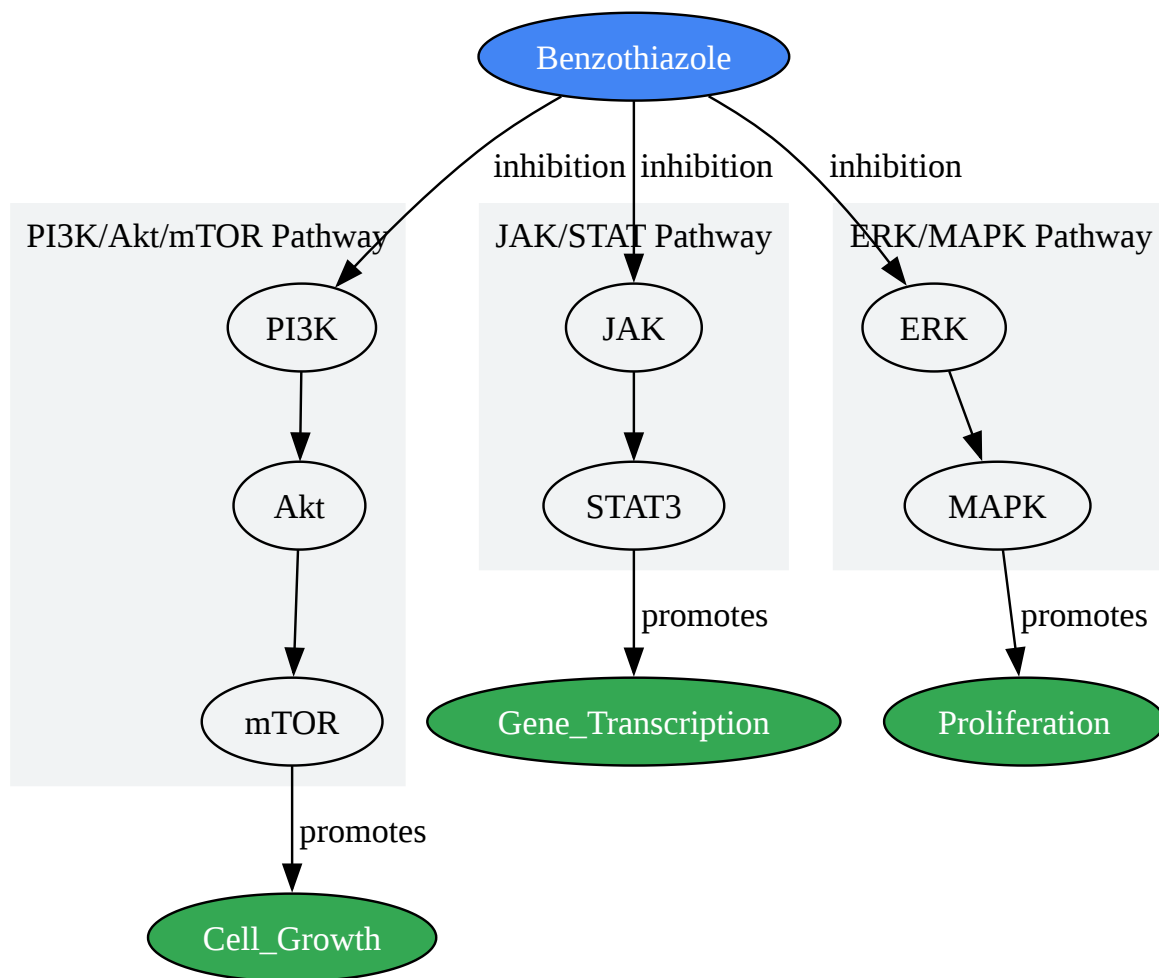 Benzothiazole
inhibition
inhibition
inhibition
PI3K/Akt/mTOR Pathway
JAK/STAT Pathway
ERK/MAPK Pathway
PI3K
JAK
ERK
Akt
STAT3
MAPK
promotes
promotes
mTOR
Gene_Transcription
Proliferation
promotes
Cell_Growth